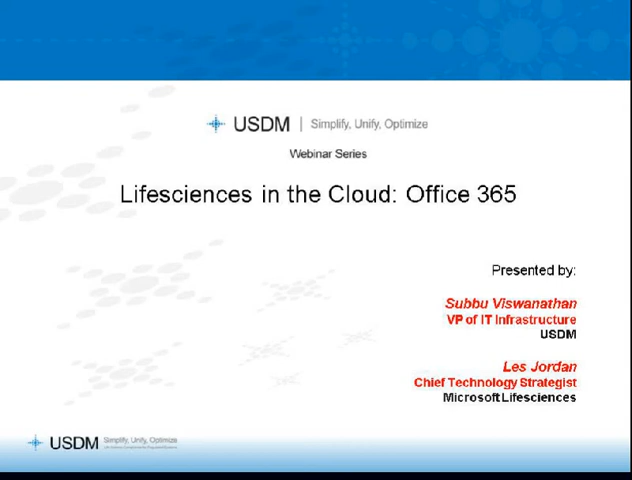 USDM | Simplify, Unify, Optimize
Webinar Series
Lifesciences in the Cloud: Office 365
Presented by:
Subbu Viswanathan
VP of IT Infrastructure
USDM
Les Jordan
Chief Technology Strategist
Microsoft Lifesciences
USDM Simplify, Unify, Optimize